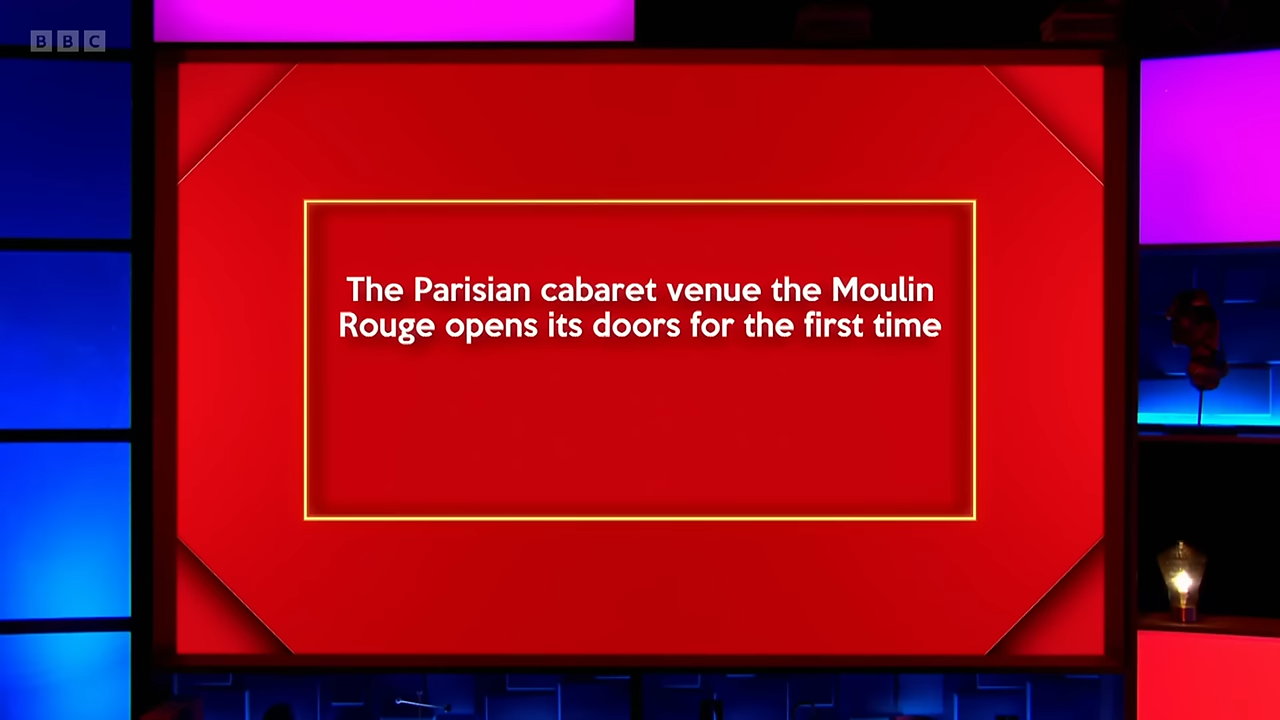 BBC
The Parisian cabaret venue the Moulin
Rouge opens its doors for the first time